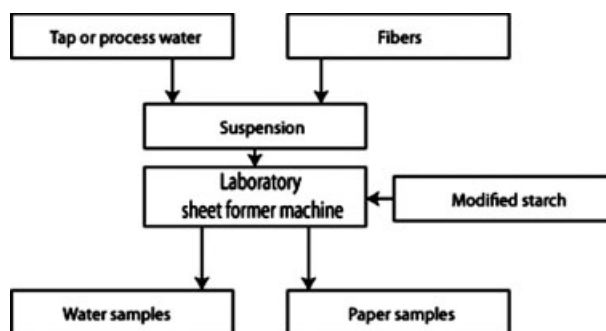 Tap or process water
Fibers
Suspension
Laboratory
sheet former machine
Modified starch
Water samples
Paper samples